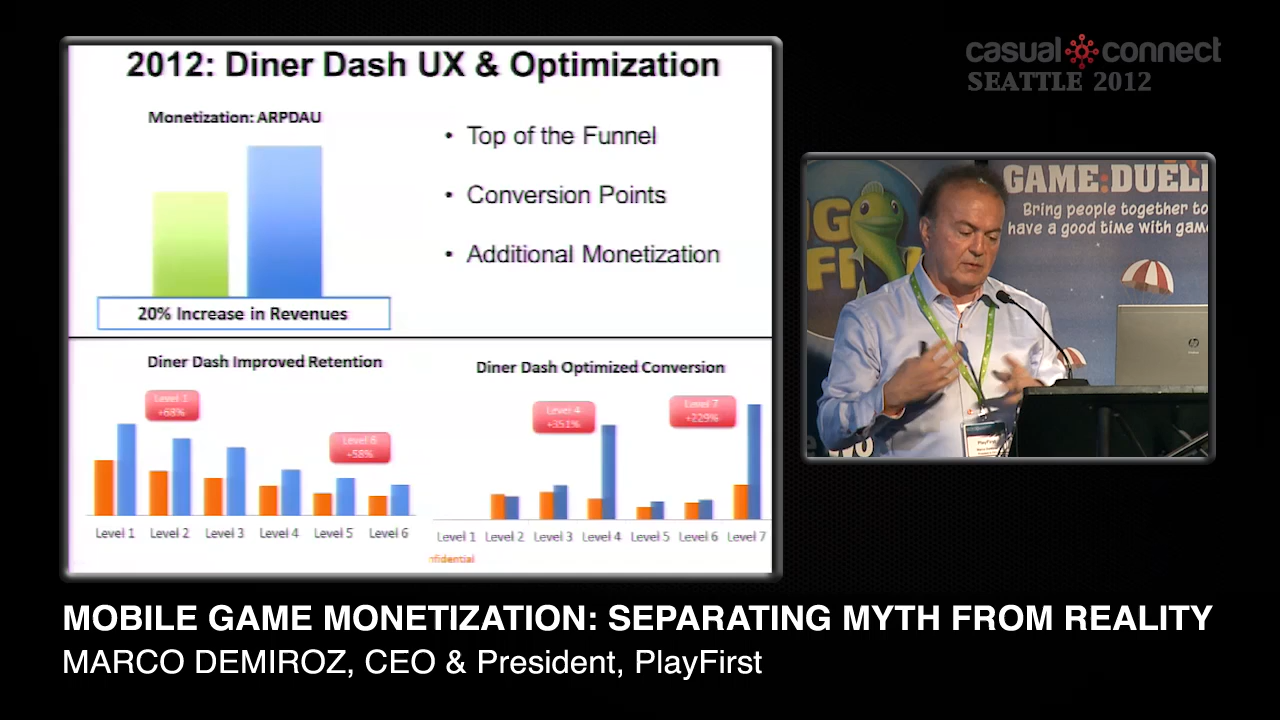 2012: Diner Dash UX & Optimization
Monetization: ARPDAU
• Top of the Funnel
• Conversion Points
• Additional Monetization
20% Increase in Revenues
Diner Dash Improved Retention
Level 1
+68%
Level 6
+58%
Level 1 Level 2 Level 3 Level 4 Level 5 Level 6
Diner Dash Optimized Conversion
Level 4
+351%
Level 7
+229%
Level 1 Level 2 Level 3 Level 4 Level 5 Level 6 Level 7
nfidential
casual connect
SEATTLE 2012
GAME:DUELL
Bring people together to
have a good time with gam
hp
PlayFirst
MOBILE GAME MONETIZATION: SEPARATING MYTH FROM REALITY
MARCO DEMIROZ, CEO & President, PlayFirst